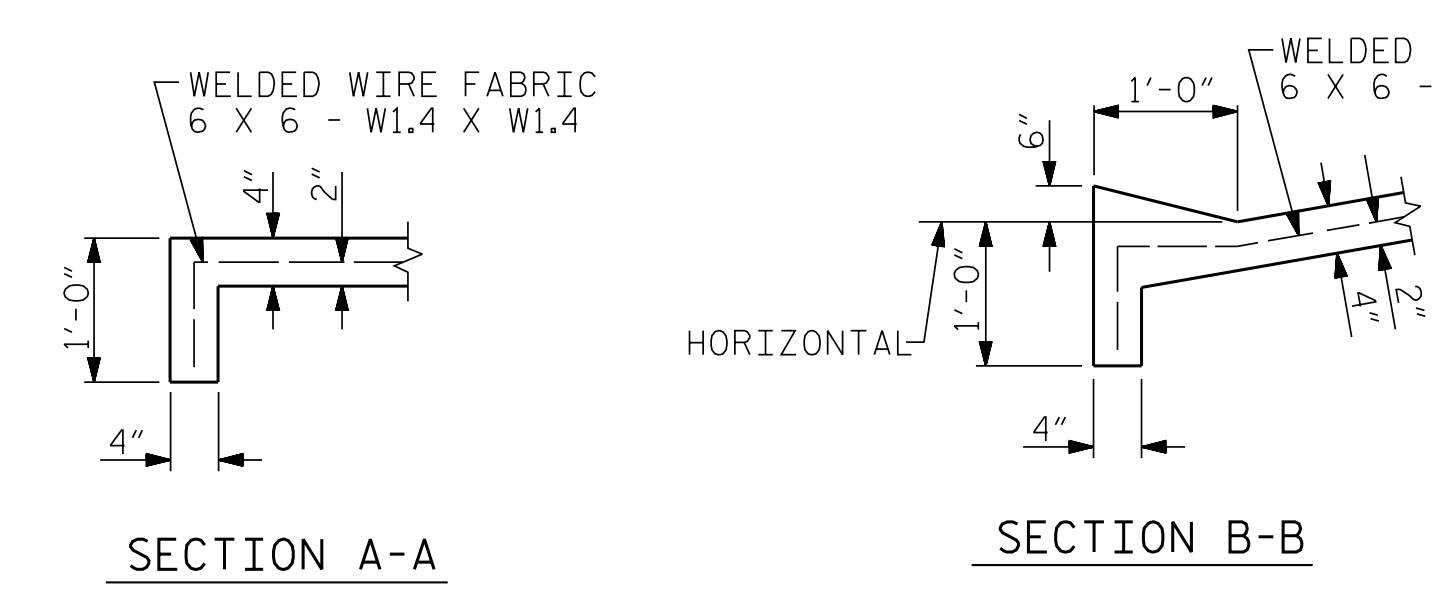 WELDED WIRE FABRIC
6 X 6 - W1.4 X W1.4
4"
2"
1'-0"
4"
SECTION A-A
WELDED
6 X 6 -
1'-0"
6"
HORIZONTAL
1'-0"
4"
2"
4"
SECTION B-B